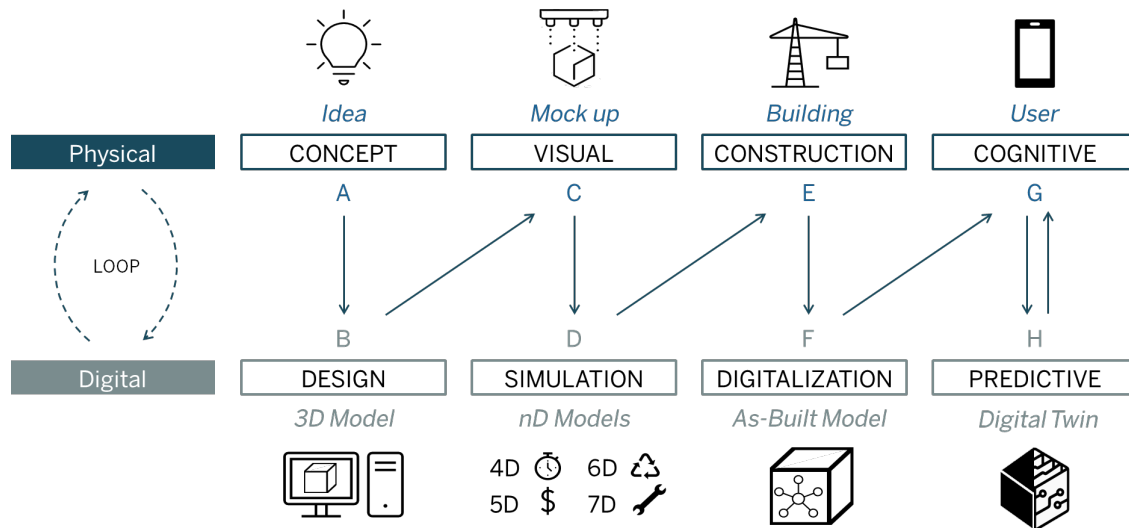 Idea
Mock up
Building
User
Physical
CONCEPT
VISUAL
CONSTRUCTION
COGNITIVE
A
C
E
G
LOOP
B
D
F
H
Digital
DESIGN
SIMULATION
DIGITALIZATION
PREDICTIVE
3D Model
nD Models
As-Built Model
Digital Twin
4D
6D
5D
$
7D